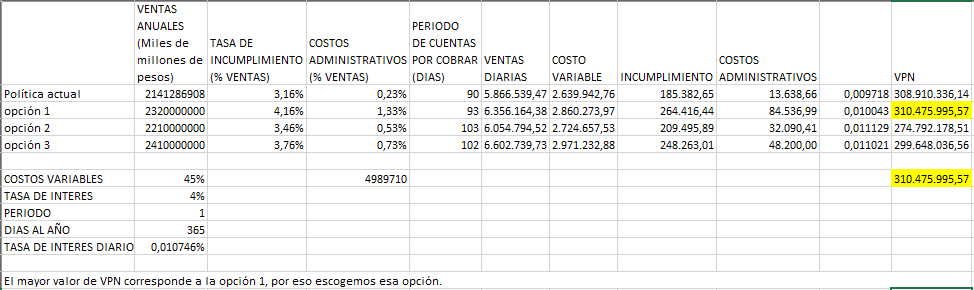 VENTAS ANUALES (Miles de millones de pesos) TASA DE INCUMPLIMIENTO (% VENTAS) COSTOS ADMINISTRATIVOS (% VENTAS) PERIODO DE CUENTAS POR COBRAR (DIAS) VENTAS DIARIAS COSTO VARIABLE INCUMPLIMIENTO COSTOS ADMINISTRATIVOS VPN
Política actual 2141286908 3,16% 0,23% 90 5.866.539,47 2.639.942,76 185.382,65 13.638,66 0,009718 308.910.336,14
opción 1 2320000000 4,16% 1,33% 93 6.356.164,38 2.860.273,97 264.416,44 84.536,99 0,010043 310.475.995,57
opción 2 2210000000 3,46% 0,53% 103 6.054.794,52 2.724.657,53 209.495,89 32.090,41 0,011129 274.792.178,51
opción 3 2410000000 3,76% 0,73% 102 6.602.739,73 2.971.232,88 248.263,01 48.200,00 0,011021 299.648.036,56
COSTOS VARIABLES 45% 4989710 310.475.995,57
TASA DE INTERES 4%
PERIODO 1
DIAS AL AÑO 365
TASA DE INTERES DIARIO 0,010746%
El mayor valor de VPN corresponde a la opción 1, por eso escogemos esa opción.